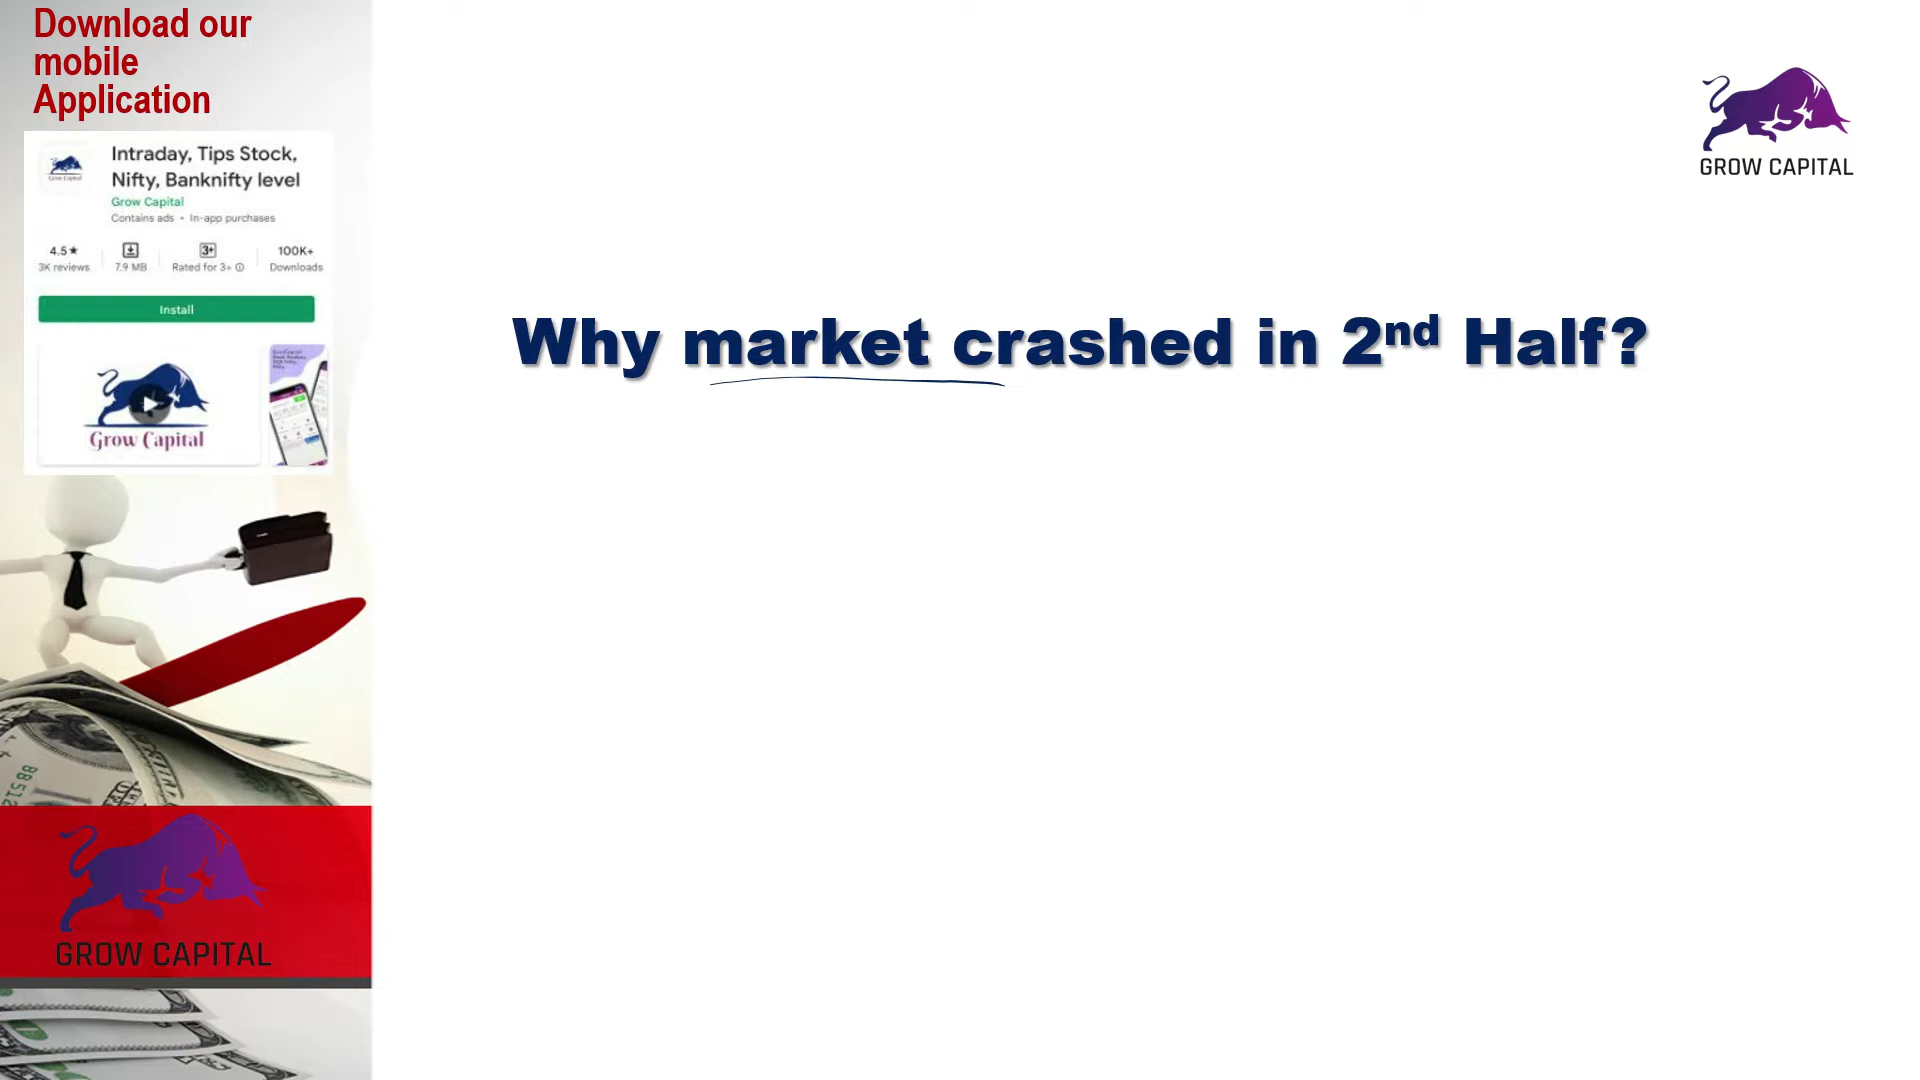 Download our
mobile
Application
Intraday, Tips Stock,
Nifty, Banknifty level
Grow Capital
Contains ads • In-app purchases
4.5★
3K reviews
7.9 MB
3+
Rated for 3+
100K+
Downloads
Install
Grow Capital
GROW CAPITAL
Why market crashed in 2nd Half?
GROW CAPITAL